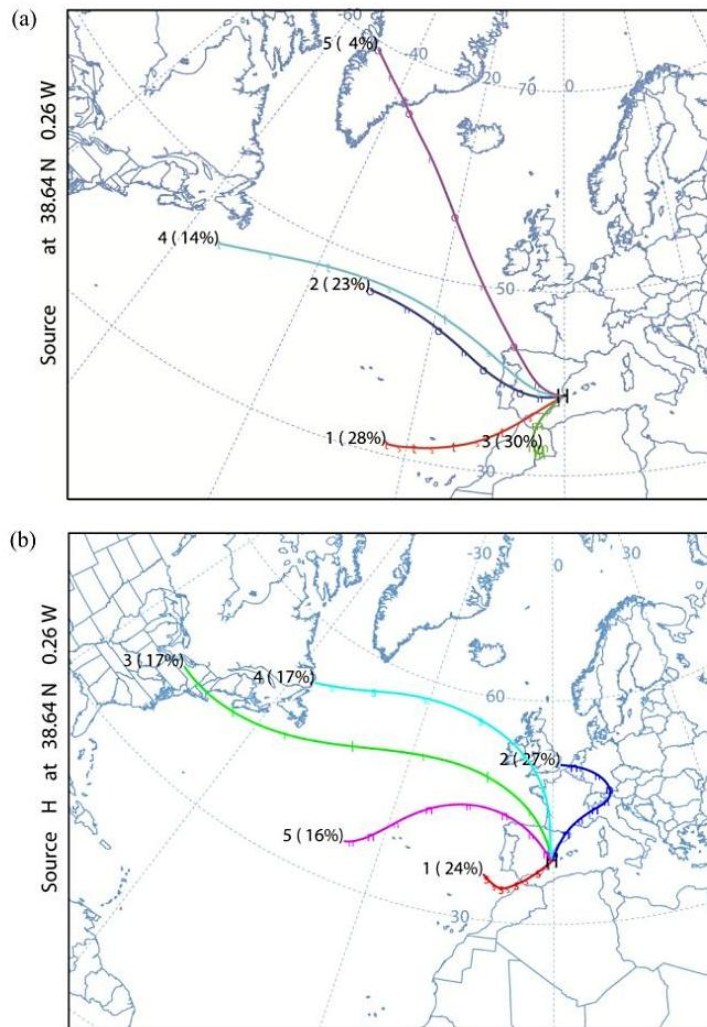 (a)
Source at 38.64 N 0.26 W
5 ( 4%)
-60
-40
-20
0
70
4 ( 14%)
2 ( 23%)
50
1 ( 28%)
3 ( 30%)
30
H
(b)
Source H at 38.64 N 0.26 W
-30
0
30
3 ( 17%)
4 ( 17%)
60
2 ( 27%)
5 ( 16%)
1 ( 24%)
H
30